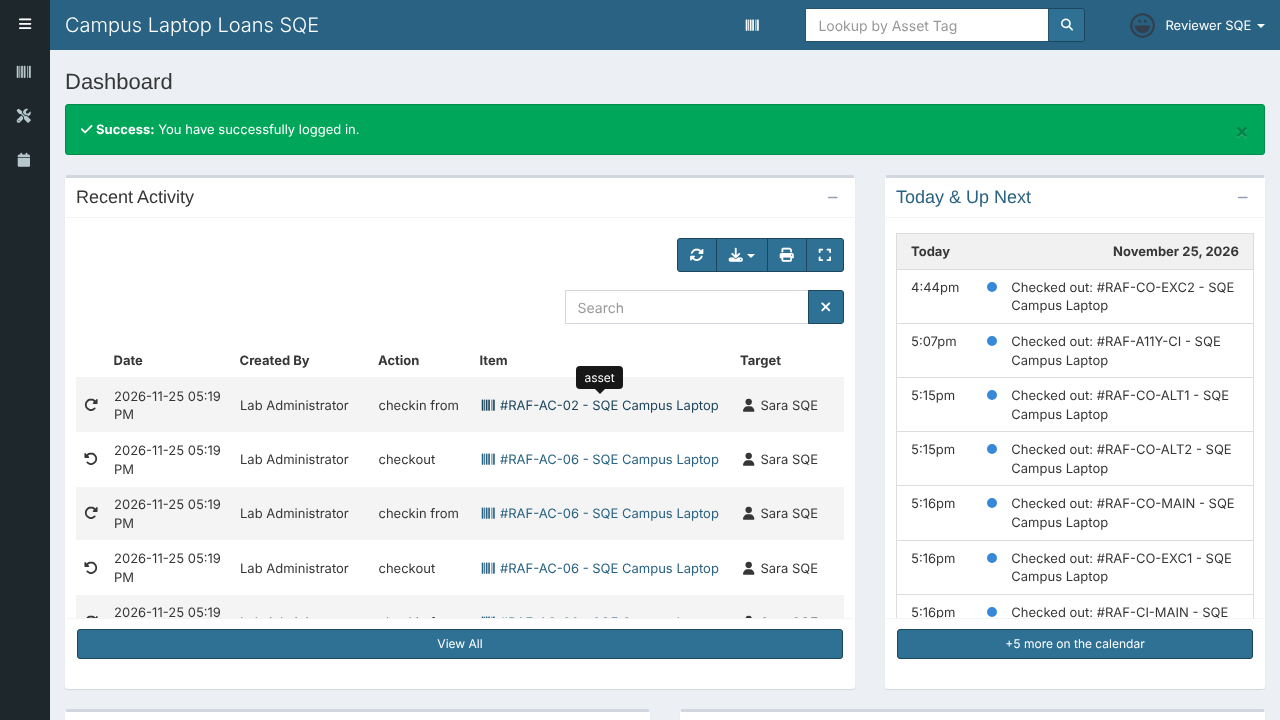 Campus Laptop Loans SQE
Lookup by Asset Tag
Reviewer SQE
Dashboard
Success: You have successfully logged in.
×
Recent Activity
Search
Date Created By Action Item Target
asset
2026-11-25 05:19 PM Lab Administrator checkin from #RAF-AC-02 - SQE Campus Laptop Sara SQE
2026-11-25 05:19 PM Lab Administrator checkout #RAF-AC-06 - SQE Campus Laptop Sara SQE
2026-11-25 05:19 PM Lab Administrator checkin from #RAF-AC-06 - SQE Campus Laptop Sara SQE
2026-11-25 05:19 PM Lab Administrator checkout #RAF-AC-06 - SQE Campus Laptop Sara SQE
2026-11-25 05:19
View All
Today & Up Next
Today November 25, 2026
4:44pm Checked out: #RAF-CO-EXC2 - SQE
Campus Laptop
5:07pm Checked out: #RAF-A11Y-CI - SQE
Campus Laptop
5:15pm Checked out: #RAF-CO-ALT1 - SQE
Campus Laptop
5:15pm Checked out: #RAF-CO-ALT2 - SQE
Campus Laptop
5:16pm Checked out: #RAF-CO-MAIN - SQE
Campus Laptop
5:16pm Checked out: #RAF-CO-EXC1 - SQE
Campus Laptop
5:16pm Checked out: #RAF-CI-MAIN - SQE
+5 more on the calendar